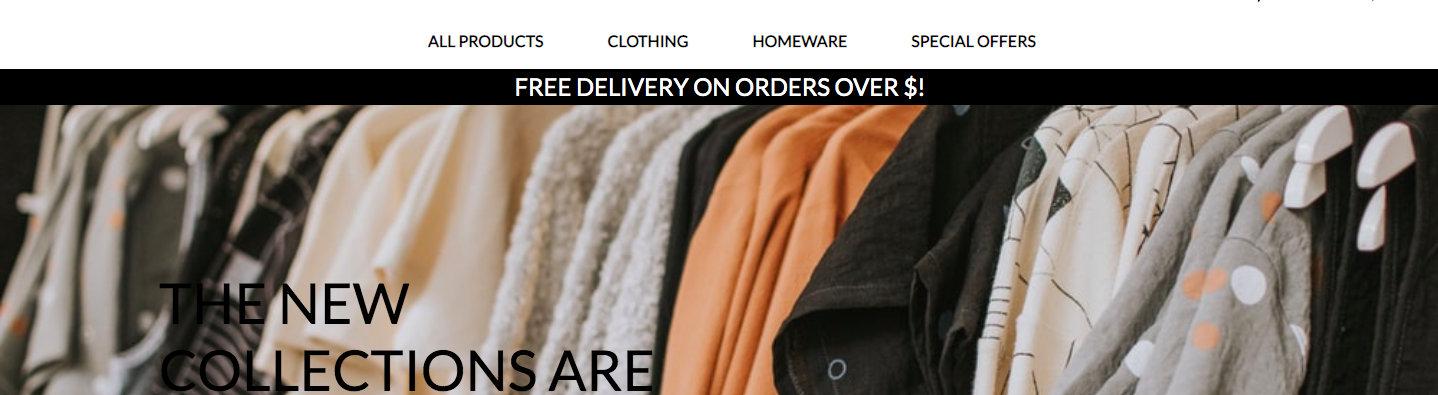 ALL PRODUCTS CLOTHING HOMEWARE SPECIAL OFFERS
FREE DELIVERY ON ORDERS OVER $!
THE NEW
COLLECTIONS ARE